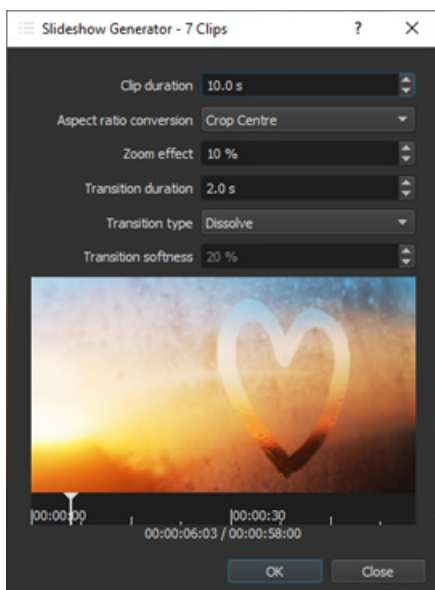 Slideshow Generator - 7 Clips ? ×
Clip duration 10.0 s
Aspect ratio conversion Crop Centre
Zoom effect 10 %
Transition duration 2.0 s
Transition type Dissolve
Transition softness 20 %
00:00:00 00:00:30
00:00:06:03 / 00:00:58:00
OK Close